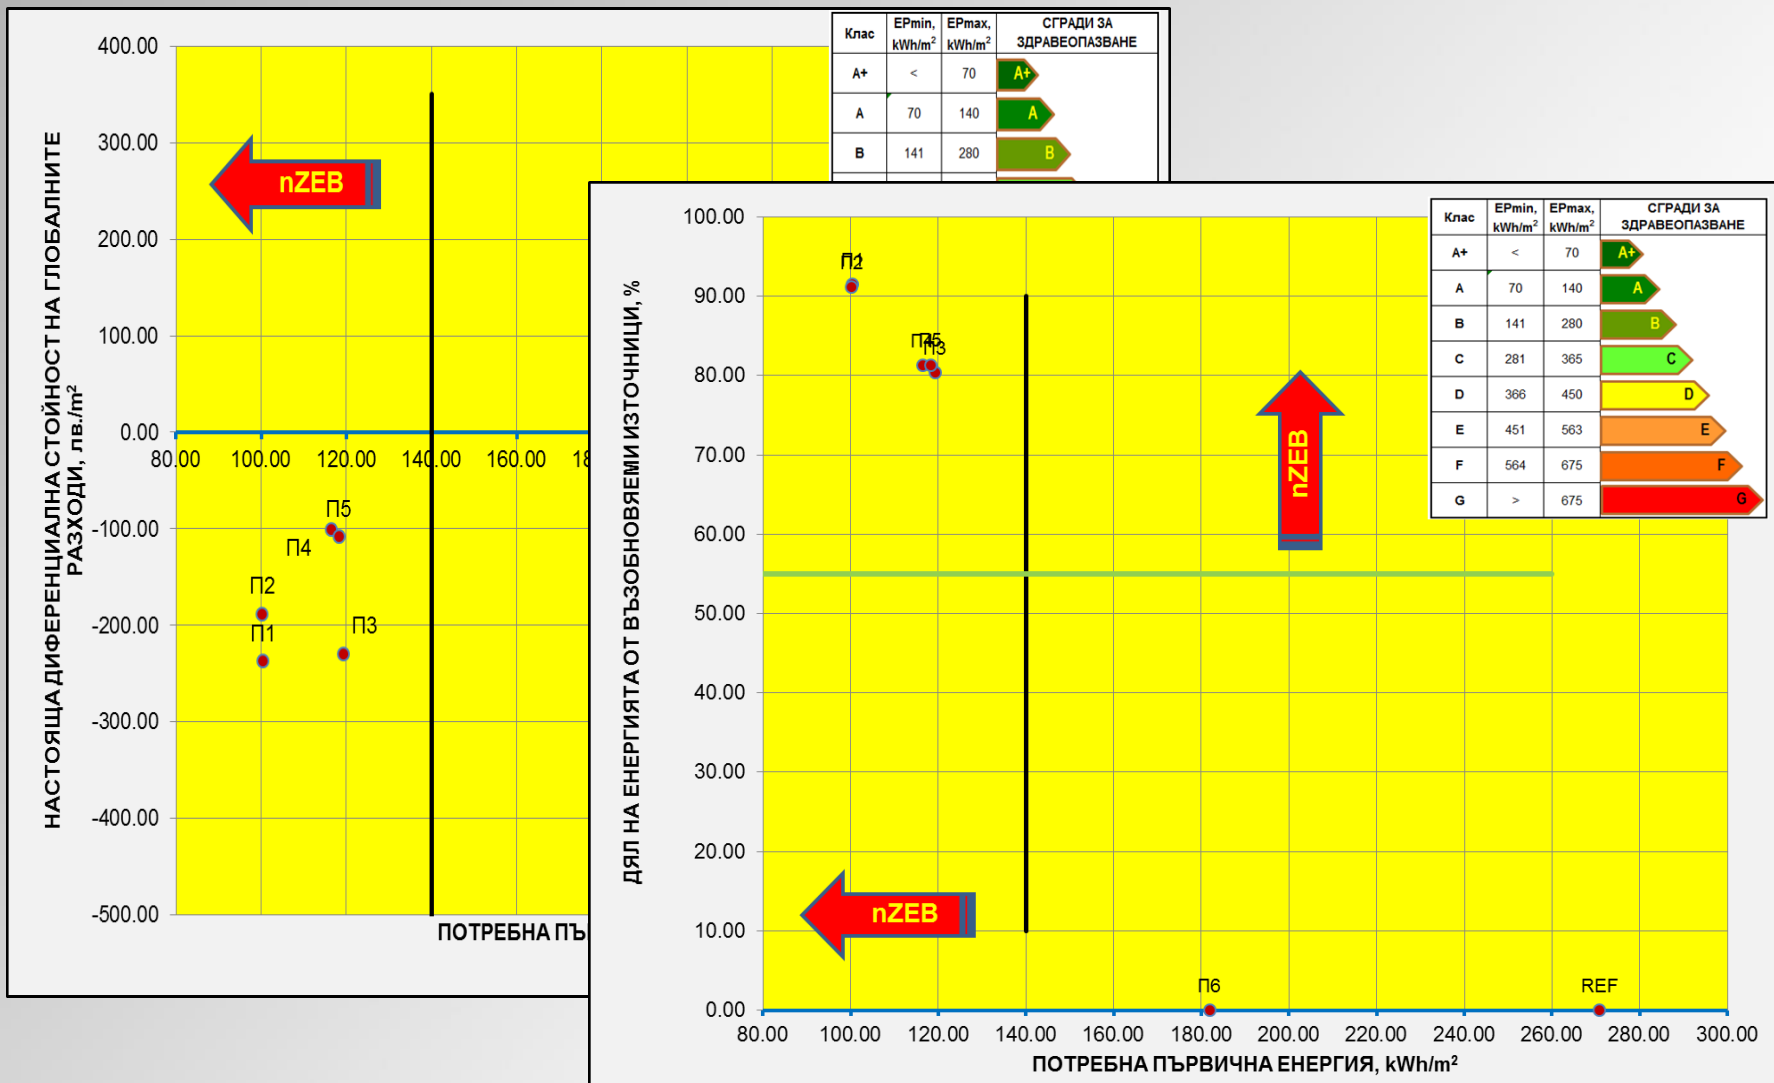 400.00
300.00
200.00
100.00
0.00
-100.00
-200.00
-300.00
-400.00
-500.00
НАСТОЯЩА ДИФЕРЕНЦИАЛНА СТОЙНОСТ НА ГЛОБАЛНИТЕ
РАЗХОДИ, лв./m²
80.00 100.00 120.00 140.00 160.00
nZEB
П5
П4
П2
П1
П3
ПОТРЕБНА ПЪ
Клас EPmin, kWh/m² EPmax, kWh/m² СГРАДИ ЗА ЗДРАВЕОПАЗВАНЕ
A+ < 70 A+
A 70 140 A
B 141 280 B
100.00
90.00
80.00
70.00
60.00
50.00
40.00
30.00
20.00
10.00
0.00
ДЯЛ НА ЕНЕРГИЯТА ОТ ВЪЗОБНОВЯЕМИ ИЗТОЧНИЦИ, %
П1
П2
П4
П5
П3
nZEB
nZEB
П6
REF
80.00 100.00 120.00 140.00 160.00 180.00 200.00 220.00 240.00 260.00 280.00 300.00
ПОТРЕБНА ПЪРВИЧНА ЕНЕРГИЯ, kWh/m²
Клас EPmin, kWh/m² EPmax, kWh/m² СГРАДИ ЗА ЗДРАВЕОПАЗВАНЕ
A+ < 70 A+
A 70 140 A
B 141 280 B
C 281 365 C
D 366 450 D
E 451 563 E
F 564 675 F
G > 675 G